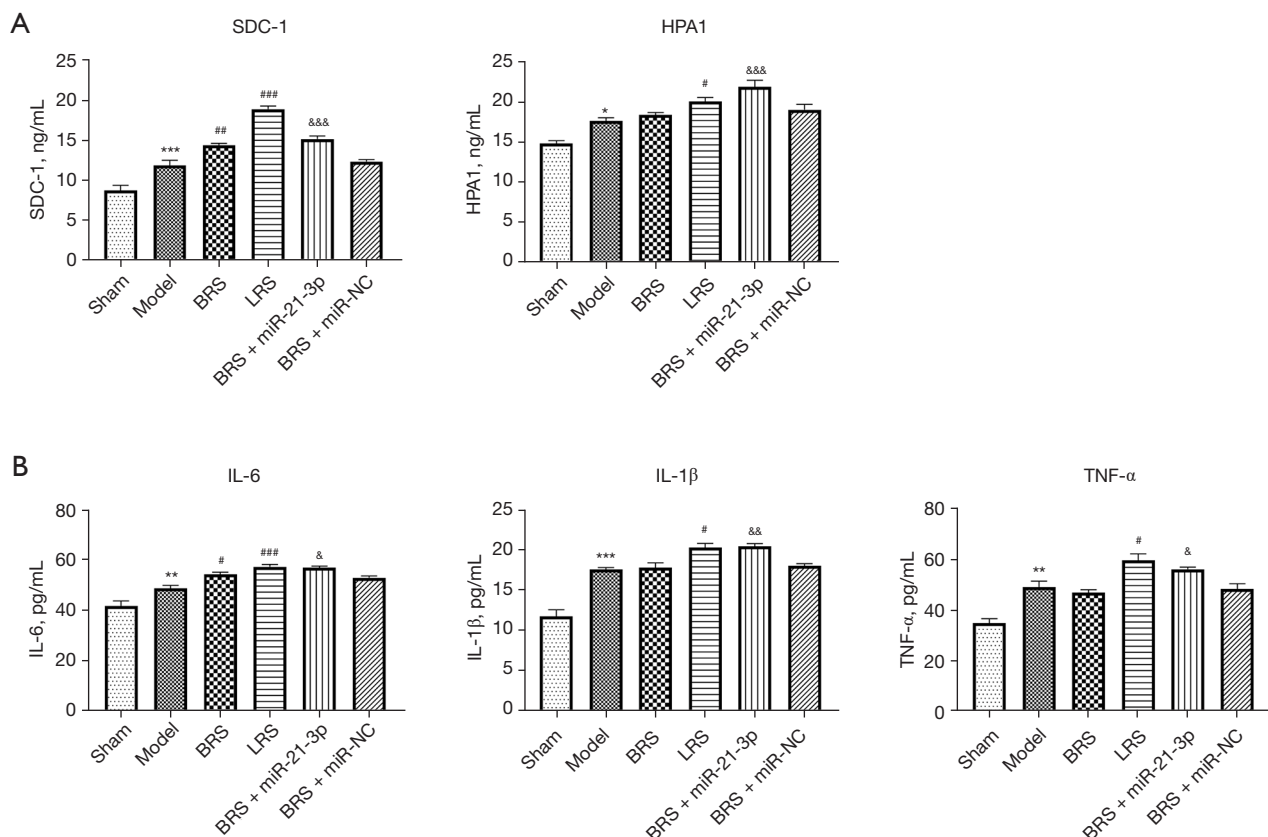 A
SDC-1
SDC-1, ng/mL
25
20
15
10
5
0
***
##
###
&&&
Sham
Model
BRS
LRS
BRS + miR-21-3p
BRS + miR-NC
HPA1
HPA1, ng/mL
25
20
15
10
5
0
*
#
&&&
Sham
Model
BRS
LRS
BRS + miR-21-3p
BRS + miR-NC
B
IL-6
IL-6, pg/mL
80
60
40
20
0
**
#
###
&
Sham
Model
BRS
LRS
BRS + miR-21-3p
BRS + miR-NC
IL-1β
IL-1β, pg/mL
25
20
15
10
5
0
***
#
&&
Sham
Model
BRS
LRS
BRS + miR-21-3p
BRS + miR-NC
TNF-α
TNF-α, pg/mL
80
60
40
20
0
**
#
&
Sham
Model
BRS
LRS
BRS + miR-21-3p
BRS + miR-NC